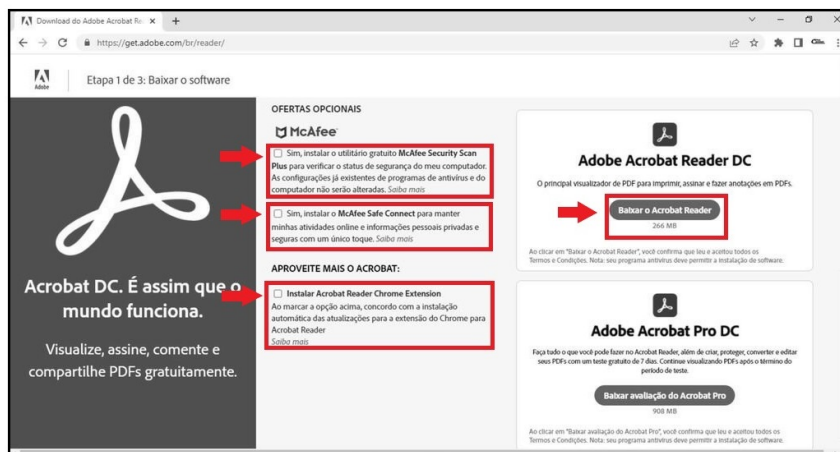 Download do Adobe Acrobat Re
https://get.adobe.com/br/reader/
Adobe
Etapa 1 de 3: Baixar o software
Acrobat DC. É assim que o
mundo funciona.
Visualize, assine, comente e
compartilhe PDFs gratuitamente.
OFERTAS OPCIONAIS
McAfee
Sim, instalar o utilitário gratuito McAfee Security Scan
Plus para verificar o status de segurança do meu computador.
As configurações já existentes de programas de antivírus e do
computador não serão alteradas. Saiba mais
Sim, instalar o McAfee Safe Connect para manter
minhas atividades online e informações pessoais privadas e
seguras com um único toque. Saiba mais
APROVEITE MAIS O ACROBAT:
Instalar Acrobat Reader Chrome Extension
Ao marcar a opção acima, concordo com a instalação
automática das atualizações para a extensão do Chrome para
Acrobat Reader
Saiba mais
Adobe Acrobat Reader DC
O principal visualizador de PDF para imprimir, assinar e fazer anotações em PDFs.
Baixar o Acrobat Reader
266 MB
Ao clicar em "Baixar o Acrobat Reader", você confirma que leu e aceitou todos os
Termos e Condições. Nota: seu programa antivírus deve permitir a instalação de software.
Adobe Acrobat Pro DC
Faça tudo o que você pode fazer no Acrobat Reader, além de criar, proteger, converter e editar
seus PDFs com um teste gratuito de 7 dias. Continue visualizando PDFs após o término do
período de teste.
Baixar avaliação do Acrobat Pro
908 MB
Ao clicar em "Baixar avaliação do Acrobat Pro", você confirma que leu e aceitou todos os
Termos e Condições. Nota: seu programa antivírus deve permitir a instalação de software.